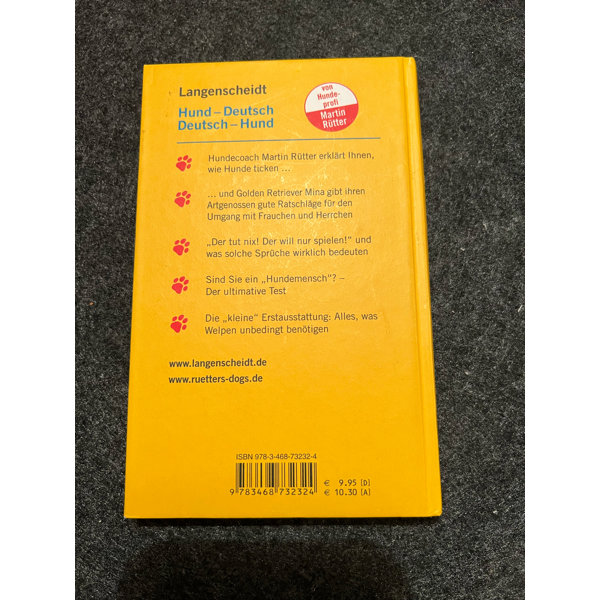 Langenscheidt
Hund – Deutsch
Deutsch – Hund
von
Hunde-
profi
Martin
Rütter
Hundecoach Martin Rütter erklärt Ihnen,
wie Hunde ticken ...
... und Golden Retriever Mina gibt ihren
Artgenossen gute Ratschläge für den
Umgang mit Frauchen und Herrchen
„Der tut nix! Der will nur spielen!“ und
was solche Sprüche wirklich bedeuten
Sind Sie ein „Hundemensch“? –
Der ultimative Test
Die „kleine“ Erstausstattung: Alles, was
Welpen unbedingt benötigen
www.langenscheidt.de
www.ruetters-dogs.de
ISBN 978-3-468-73232-4
€ 9.95 [D]
€ 10.30 [A]
9 783468 732324